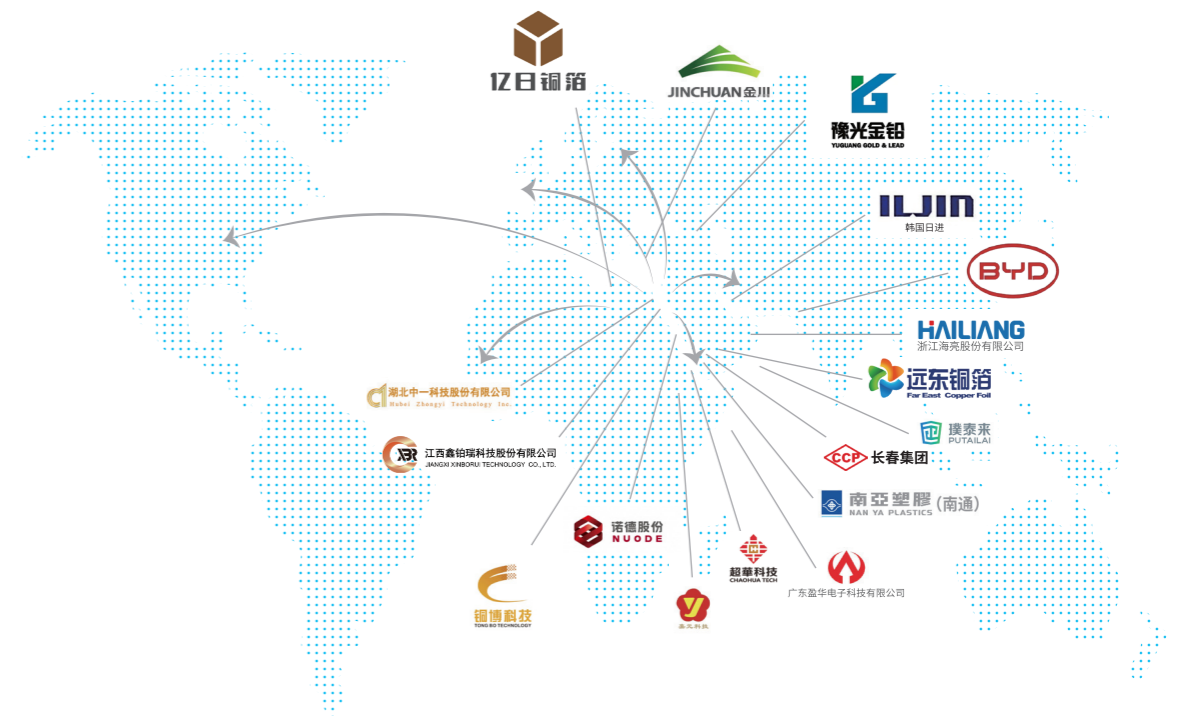 亿日铜箔
JINCHUAN金川
豫光金铅
YUGUANG GOLD & LEAD
ILJIN
韩国日进
BYD
HAILIANG
浙江海亮股份有限公司
远东铜箔
Far East Copper Foil
璞泰来
PUTAILAI
湖北中一科技股份有限公司
Hubei Zhongyi Technology Inc.
XBR
江西鑫铂瑞科技股份有限公司
JIANGXI XINBORUI TECHNOLOGY CO., LTD.
CCP 长春集团
南亞塑膠(南通)
NAN YA PLASTICS
诺德股份
NUODE
超華科技
CHAOHUA TECH
广东盈华电子科技有限公司
铜博科技
TONG BO TECHNOLOGY